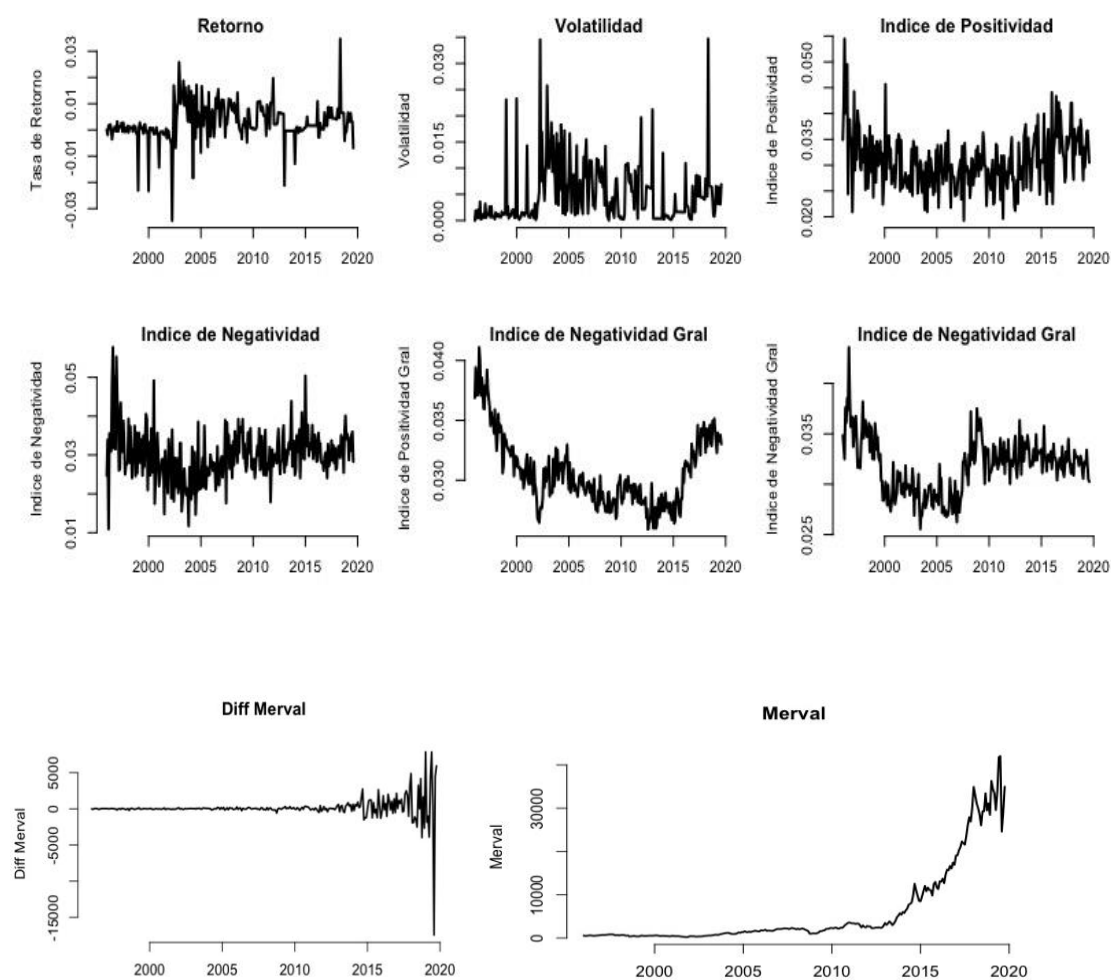 Retorno
Tasa de Retorno
0.03
0.01
-0.01
-0.03
2000 2005 2010 2015 2020
Volatilidad
Volatilidad
0.030
0.015
0.000
2000 2005 2010 2015 2020
Indice de Positividad
Indice de Positividad
0.050
0.035
0.020
2000 2005 2010 2015 2020
Indice de Negatividad
Indice de Negatividad
0.05
0.03
0.01
2000 2005 2010 2015 2020
Indice de Negatividad Gral
Indice de Positividad Gral
0.040
0.035
0.030
2000 2005 2010 2015 2020
Indice de Negatividad Gral
Indice de Negatividad Gral
0.035
0.025
2000 2005 2010 2015 2020
Diff Merval
Diff Merval
5000
0
-5000
-15000
2000 2005 2010 2015 2020
Merval
Merval
30000
10000
0
2000 2005 2010 2015 2020